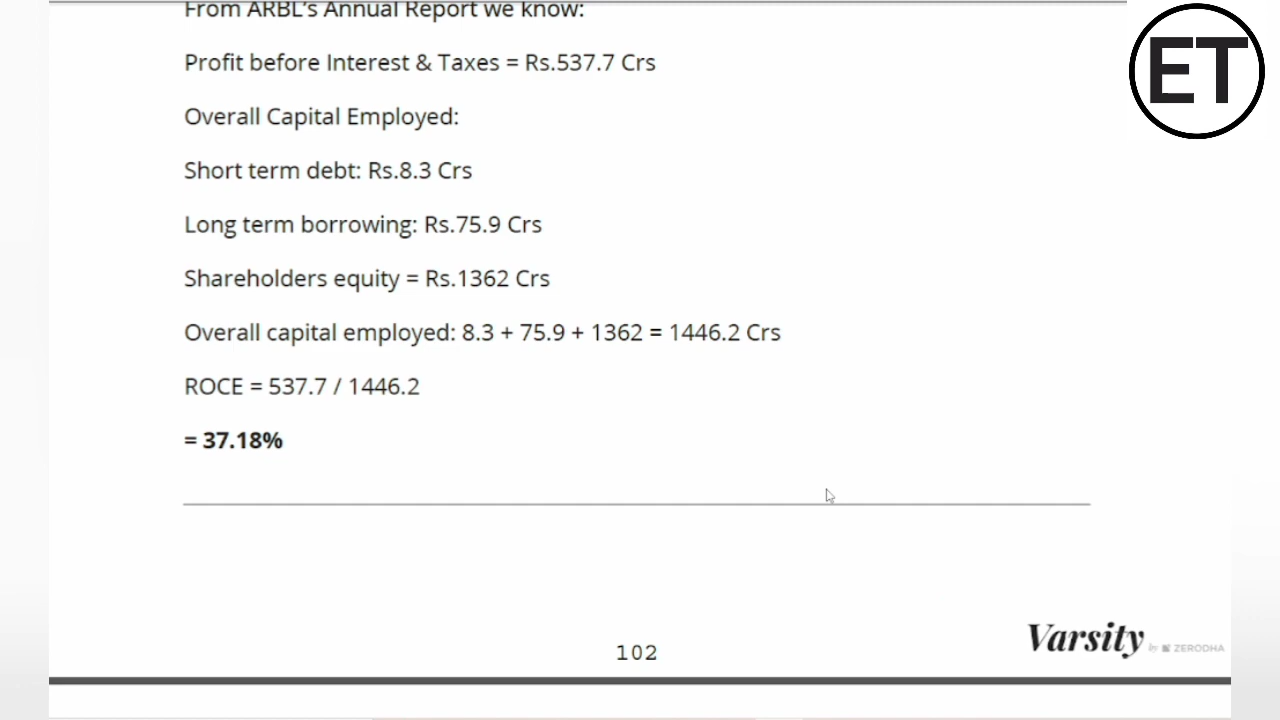 From ARBL's Annual Report we know:
ET
Profit before Interest & Taxes = Rs.537.7 Crs
Overall Capital Employed:
Short term debt: Rs.8.3 Crs
Long term borrowing: Rs.75.9 Crs
Shareholders equity = Rs.1362 Crs
Overall capital employed: 8.3 + 75.9 + 1362 = 1446.2 Crs
ROCE = 537.7 / 1446.2
= 37.18%
Varsity by ZERODHA
102